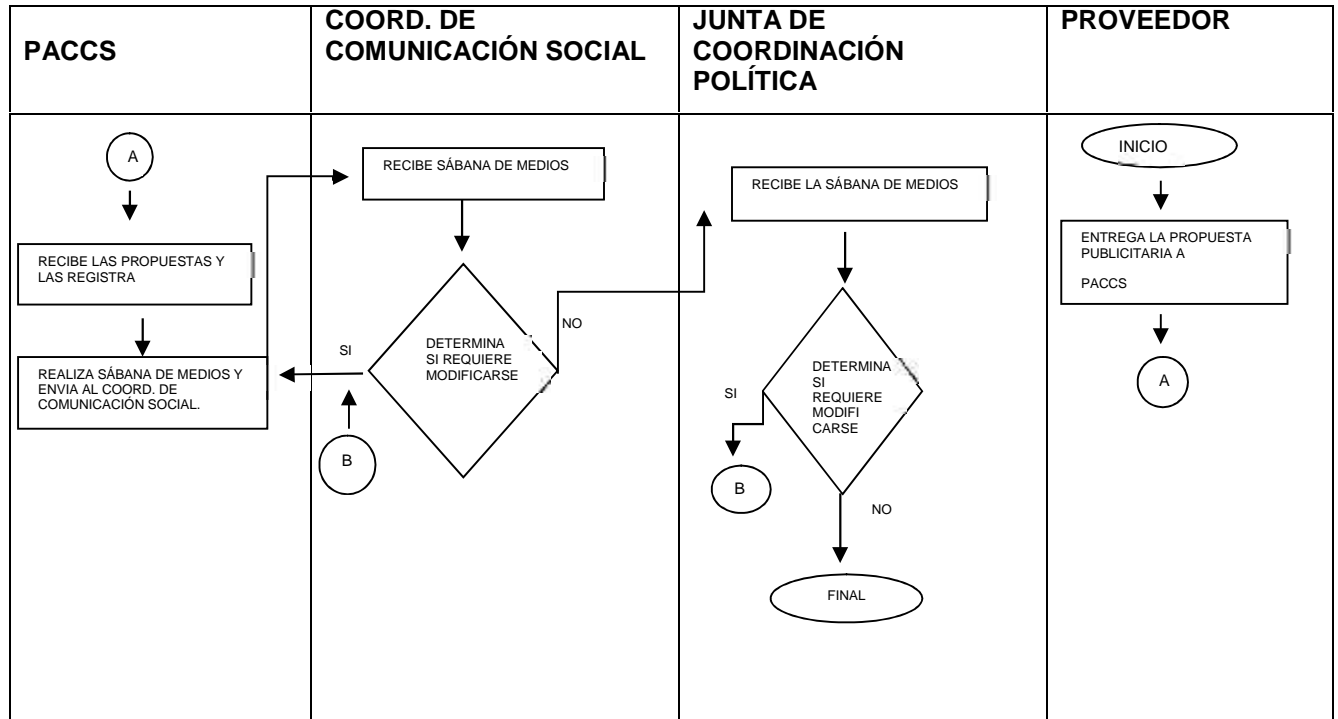 PACCS
COORD. DE
COMUNICACIÓN SOCIAL
JUNTA DE
COORDINACIÓN
POLÍTICA
PROVEEDOR
A
RECIBE LAS PROPUESTAS Y
LAS REGISTRA
REALIZA SÁBANA DE MEDIOS Y
ENVIA AL COORD. DE
COMUNICACIÓN SOCIAL.
RECIBE SÁBANA DE MEDIOS
DETERMINA
SI REQUIERE
MODIFICARSE
SI
NO
B
RECIBE LA SÁBANA DE MEDIOS
DETERMINA
SI
REQUIERE
MODIFI
CARSE
SI
B
NO
FINAL
INICIO
ENTREGA LA PROPUESTA
PUBLICITARIA A
PACCS
A